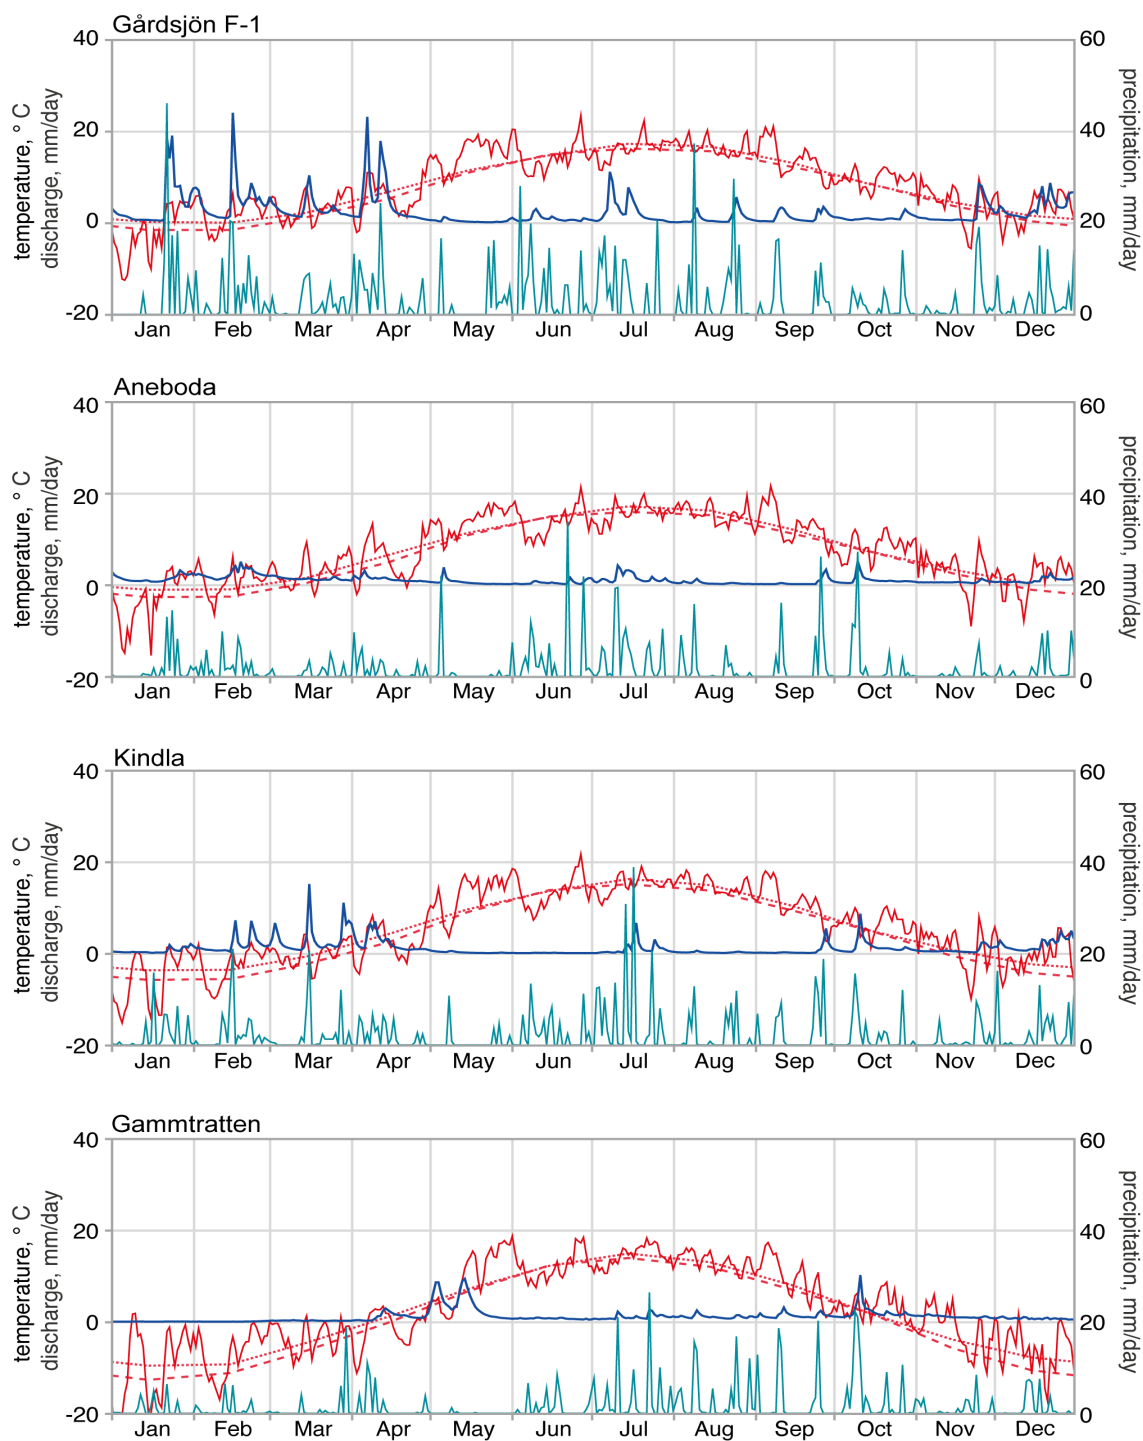 Gårdsjön F-1
40
20
0
-20
60
40
20
0
temperature, ° C
discharge, mm/day
precipitation, mm/day
Jan Feb Mar Apr May Jun Jul Aug Sep Oct Nov Dec
Aneboda
40
20
0
-20
60
40
20
0
temperature, ° C
discharge, mm/day
precipitation, mm/day
Jan Feb Mar Apr May Jun Jul Aug Sep Oct Nov Dec
Kindla
40
20
0
-20
60
40
20
0
temperature, ° C
discharge, mm/day
precipitation, mm/day
Jan Feb Mar Apr May Jun Jul Aug Sep Oct Nov Dec
Gammtratten
40
20
0
-20
60
40
20
0
temperature, ° C
discharge, mm/day
precipitation, mm/day
Jan Feb Mar Apr May Jun Jul Aug Sep Oct Nov Dec